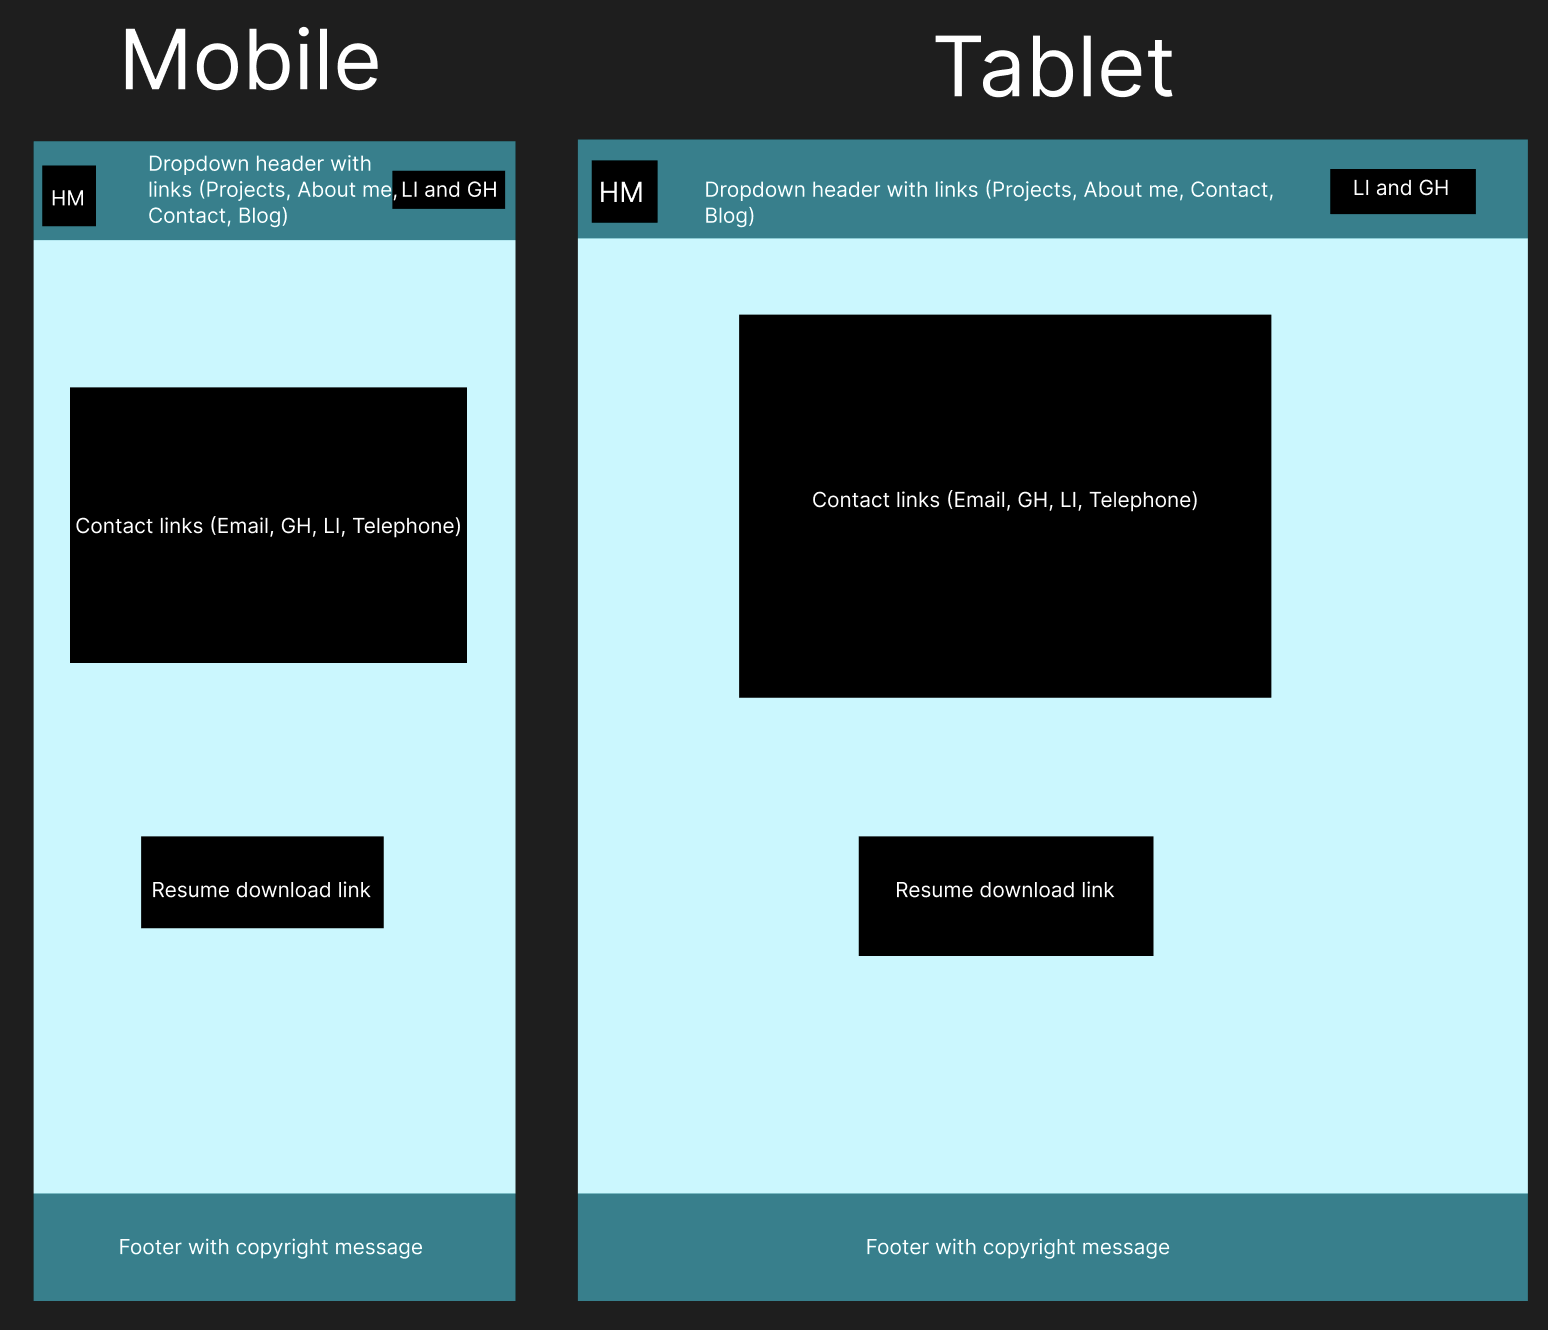 Mobile
HM
Dropdown header with
links (Projects, About me,
Contact, Blog)
LI and GH
Contact links (Email, GH, LI, Telephone)
Resume download link
Footer with copyright message
Tablet
HM
Dropdown header with links (Projects, About me, Contact,
Blog)
LI and GH
Contact links (Email, GH, LI, Telephone)
Resume download link
Footer with copyright message